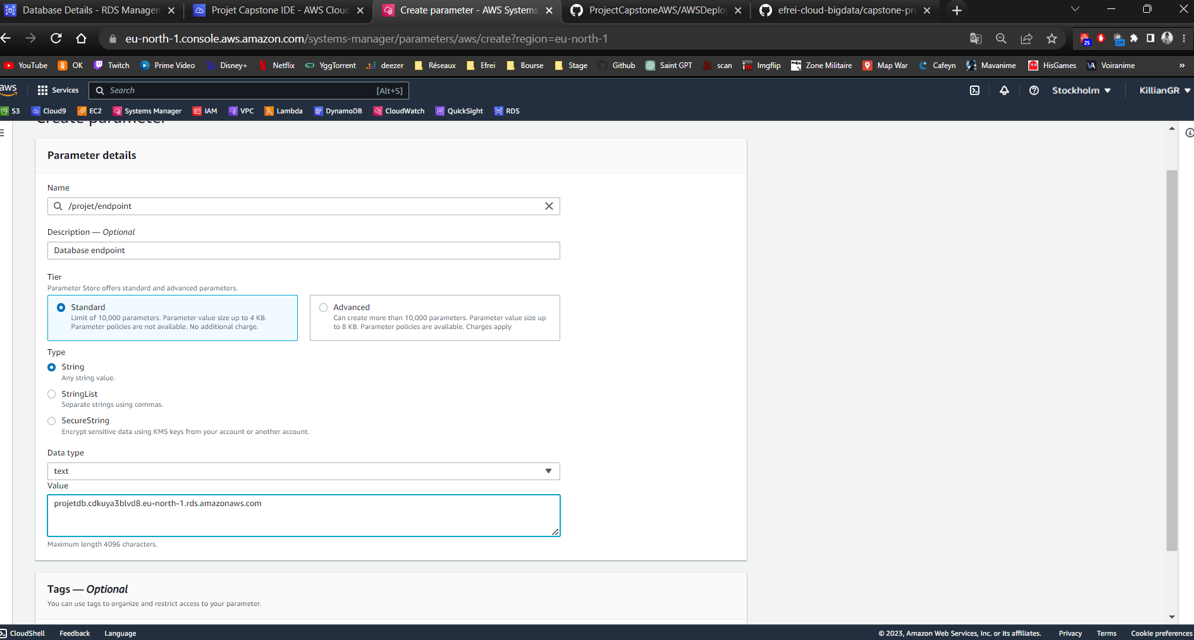 Database Details - RDS Managem
Projet Capstone IDE - AWS Cloud
Create parameter - AWS Systems
ProjectCapstoneAWS/AWSDeploy
efrei-cloud-bigdata/capstone-pr
eu-north-1.console.aws.amazon.com/systems-manager/parameters/aws/create?region=eu-north-1
YouTube OK Twitch Prime Video Disney+ Netflix YggTorrent deezer Réseaux Efrei Bourse Stage Github Saint GPT scan Imgflip Zone Militaire Map War Cafeyn Mavanime HisGames Voiranime »
aws Services Search [Alt+5] Stockholm KillianGR
S3 Cloud9 EC2 Systems Manager IAM VPC Lambda DynamoDB CloudWatch QuickSight RDS
Create parameter
Parameter details
Name
/projet/endpoint
Description — Optional
Database endpoint
Tier
Parameter Store offers standard and advanced parameters.
Standard
Limit of 10,000 parameters. Parameter value size up to 4 KB.
Parameter policies are not available. No additional charge.
Advanced
Can create more than 10,000 parameters. Parameter value size up
to 8 KB. Parameter policies are available. Charges apply
Type
String
Any string value.
StringList
Separate strings using commas.
SecureString
Encrypt sensitive data using KMS keys from your account or another account.
Data type
text
Value
projetdb.cdkuya3blvd8.eu-north-1.rds.amazonaws.com
Maximum length 4096 characters.
Tags — Optional
You can use tags to organize and restrict access to your parameter.
CloudShell Feedback Language © 2023, Amazon Web Services, Inc. or its affiliates. Privacy Terms Cookie preferences